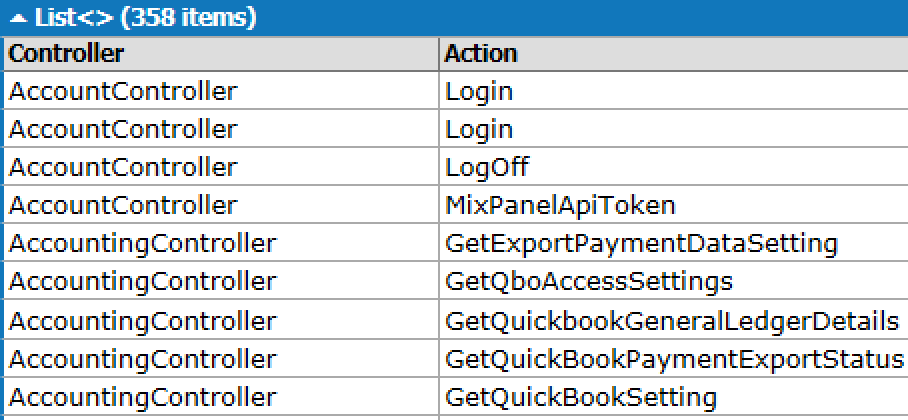 List<> (358 items)
Controller Action
AccountController Login
AccountController Login
AccountController LogOff
AccountController MixPanelApiToken
AccountingController GetExportPaymentDataSetting
AccountingController GetQboAccessSettings
AccountingController GetQuickbookGeneralLedgerDetails
AccountingController GetQuickBookPaymentExportStatus
AccountingController GetQuickBookSetting